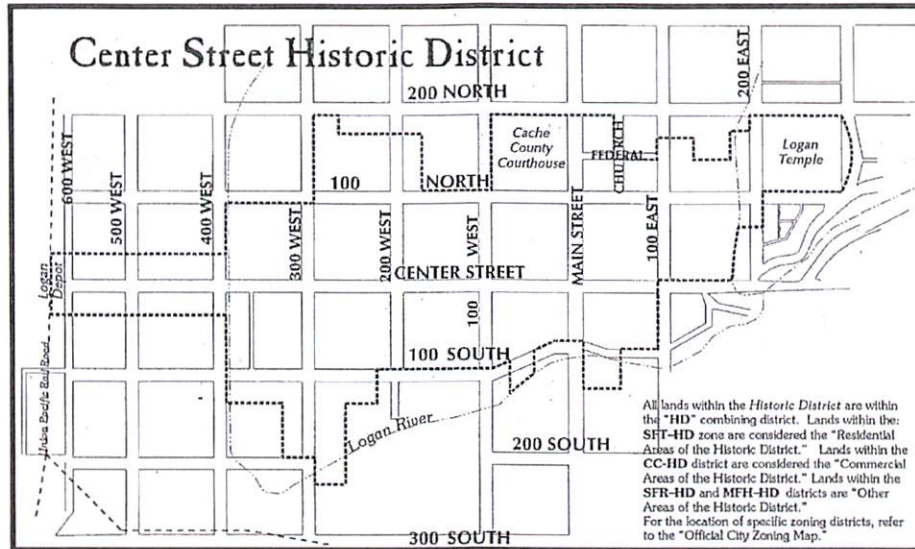 Center Street Historic District
200 NORTH
200 EAST
Cache
County
Courthouse
FEDERAL
CHURCH
Logan
Temple
600 WEST
500 WEST
400 WEST
100 NORTH
300 WEST
200 WEST
100 WEST
MAIN STREET
100 EAST
CENTER STREET
Logan
Depot
100 SOUTH
Union Pacific Rail Road
Logan River
200 SOUTH
300 SOUTH
All lands within the Historic District are within
the "HD" combining district. Lands within the:
SFT-HD zone are considered the "Residential
Areas of the Historic District." Lands within the
CC-HD district are considered the "Commercial
Areas of the Historic District." Lands within the
SFR-HD and MFH-HD districts are "Other
Areas of the Historic District."
For the location of specific zoning districts, refer
to the "Official City Zoning Map."